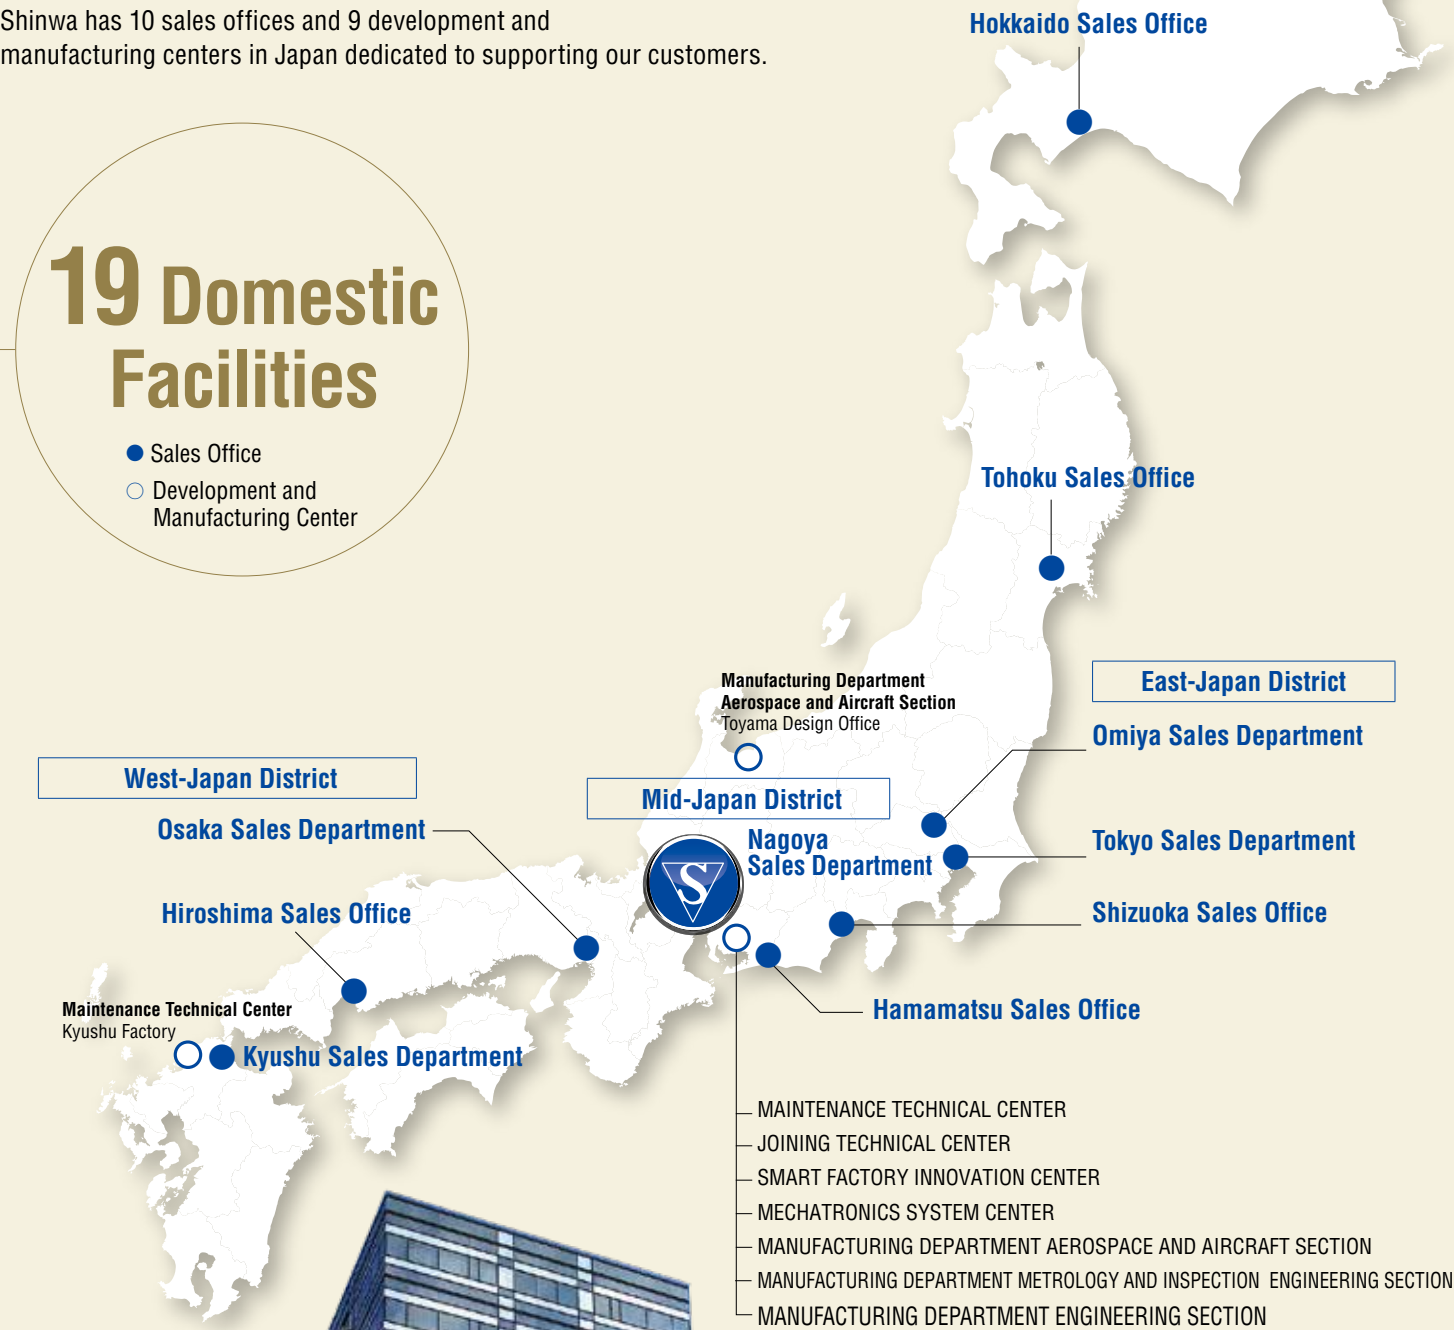 Shinwa has 10 sales offices and 9 development and
manufacturing centers in Japan dedicated to supporting our customers.
Hokkaido Sales Office
19 Domestic
Facilities
Sales Office
Development and
Manufacturing Center
Tohoku Sales Office
Manufacturing Department
Aerospace and Aircraft Section
Toyama Design Office
East-Japan District
Omiya Sales Department
West-Japan District
Mid-Japan District
Osaka Sales Department
Nagoya
Sales Department
S
Tokyo Sales Department
Hiroshima Sales Office
Shizuoka Sales Office
Maintenance Technical Center
Kyushu Factory
Hamamatsu Sales Office
Kyushu Sales Department
MAINTENANCE TECHNICAL CENTER
JOINING TECHNICAL CENTER
SMART FACTORY INNOVATION CENTER
MECHATRONICS SYSTEM CENTER
MANUFACTURING DEPARTMENT AEROSPACE AND AIRCRAFT SECTION
MANUFACTURING DEPARTMENT METROLOGY AND INSPECTION ENGINEERING SECTION
MANUFACTURING DEPARTMENT ENGINEERING SECTION